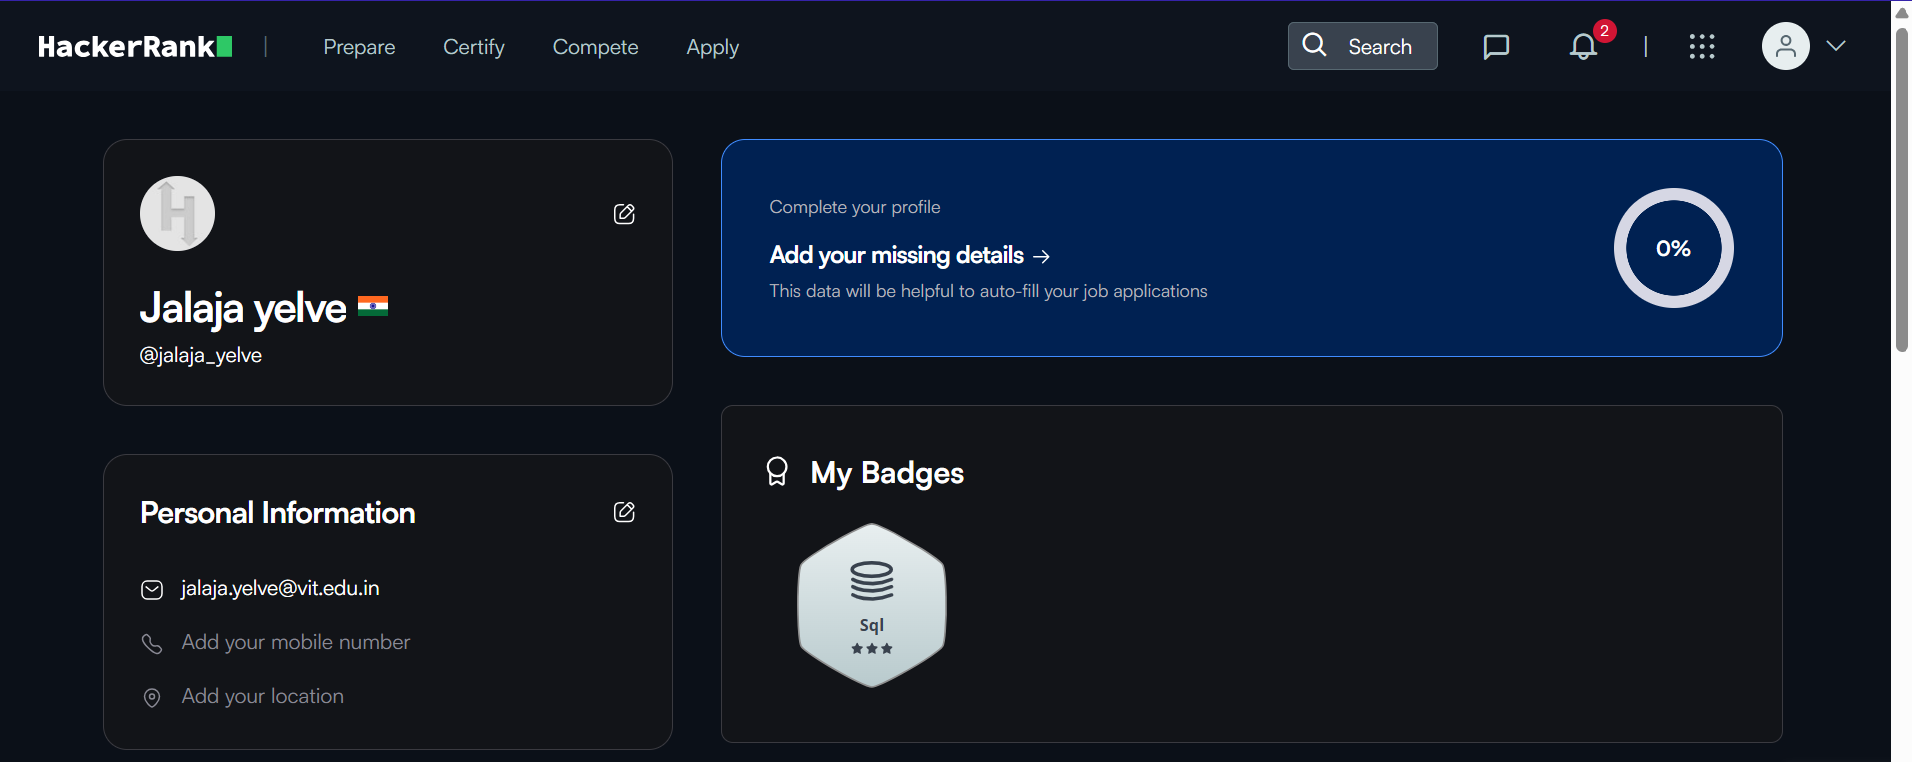 HackerRank
Prepare
Certify
Compete
Apply
Search
2
Jalaja yelve
@jalaja_yelve
Complete your profile
Add your missing details →
This data will be helpful to auto-fill your job applications
0%
Personal Information
jalaja.yelve@vit.edu.in
Add your mobile number
Add your location
My Badges
Sql